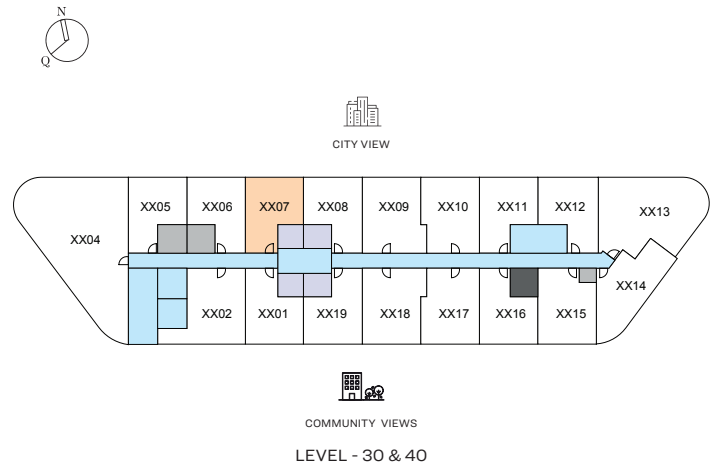 N
Q
CITY VIEW
XX05 XX06 XX07 XX08 XX09 XX10 XX11 XX12 XX13
XX04
XX14
XX02 XX01 XX19 XX18 XX17 XX16 XX15
COMMUNITY VIEWS
LEVEL - 30 & 40